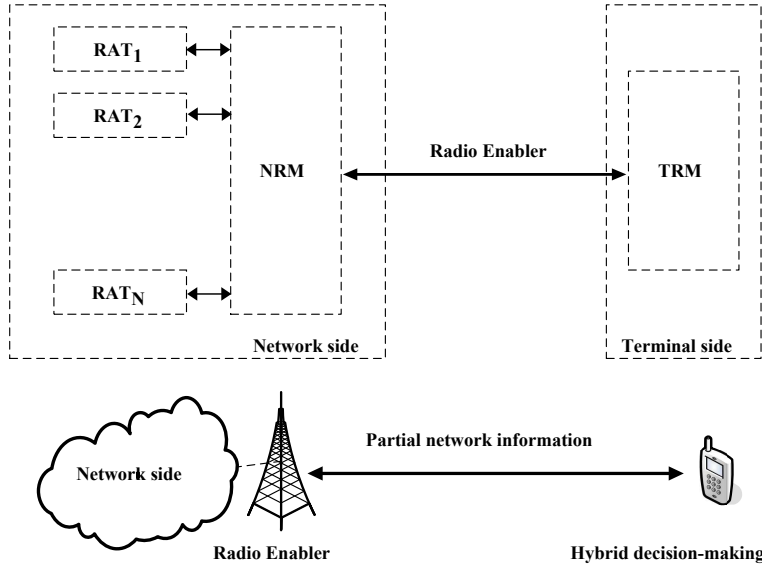 RAT1
RAT2
NRM
Radio Enabler
TRM
RATN
Network side
Terminal side
Partial network information
Network side
Radio Enabler
Hybrid decision-making